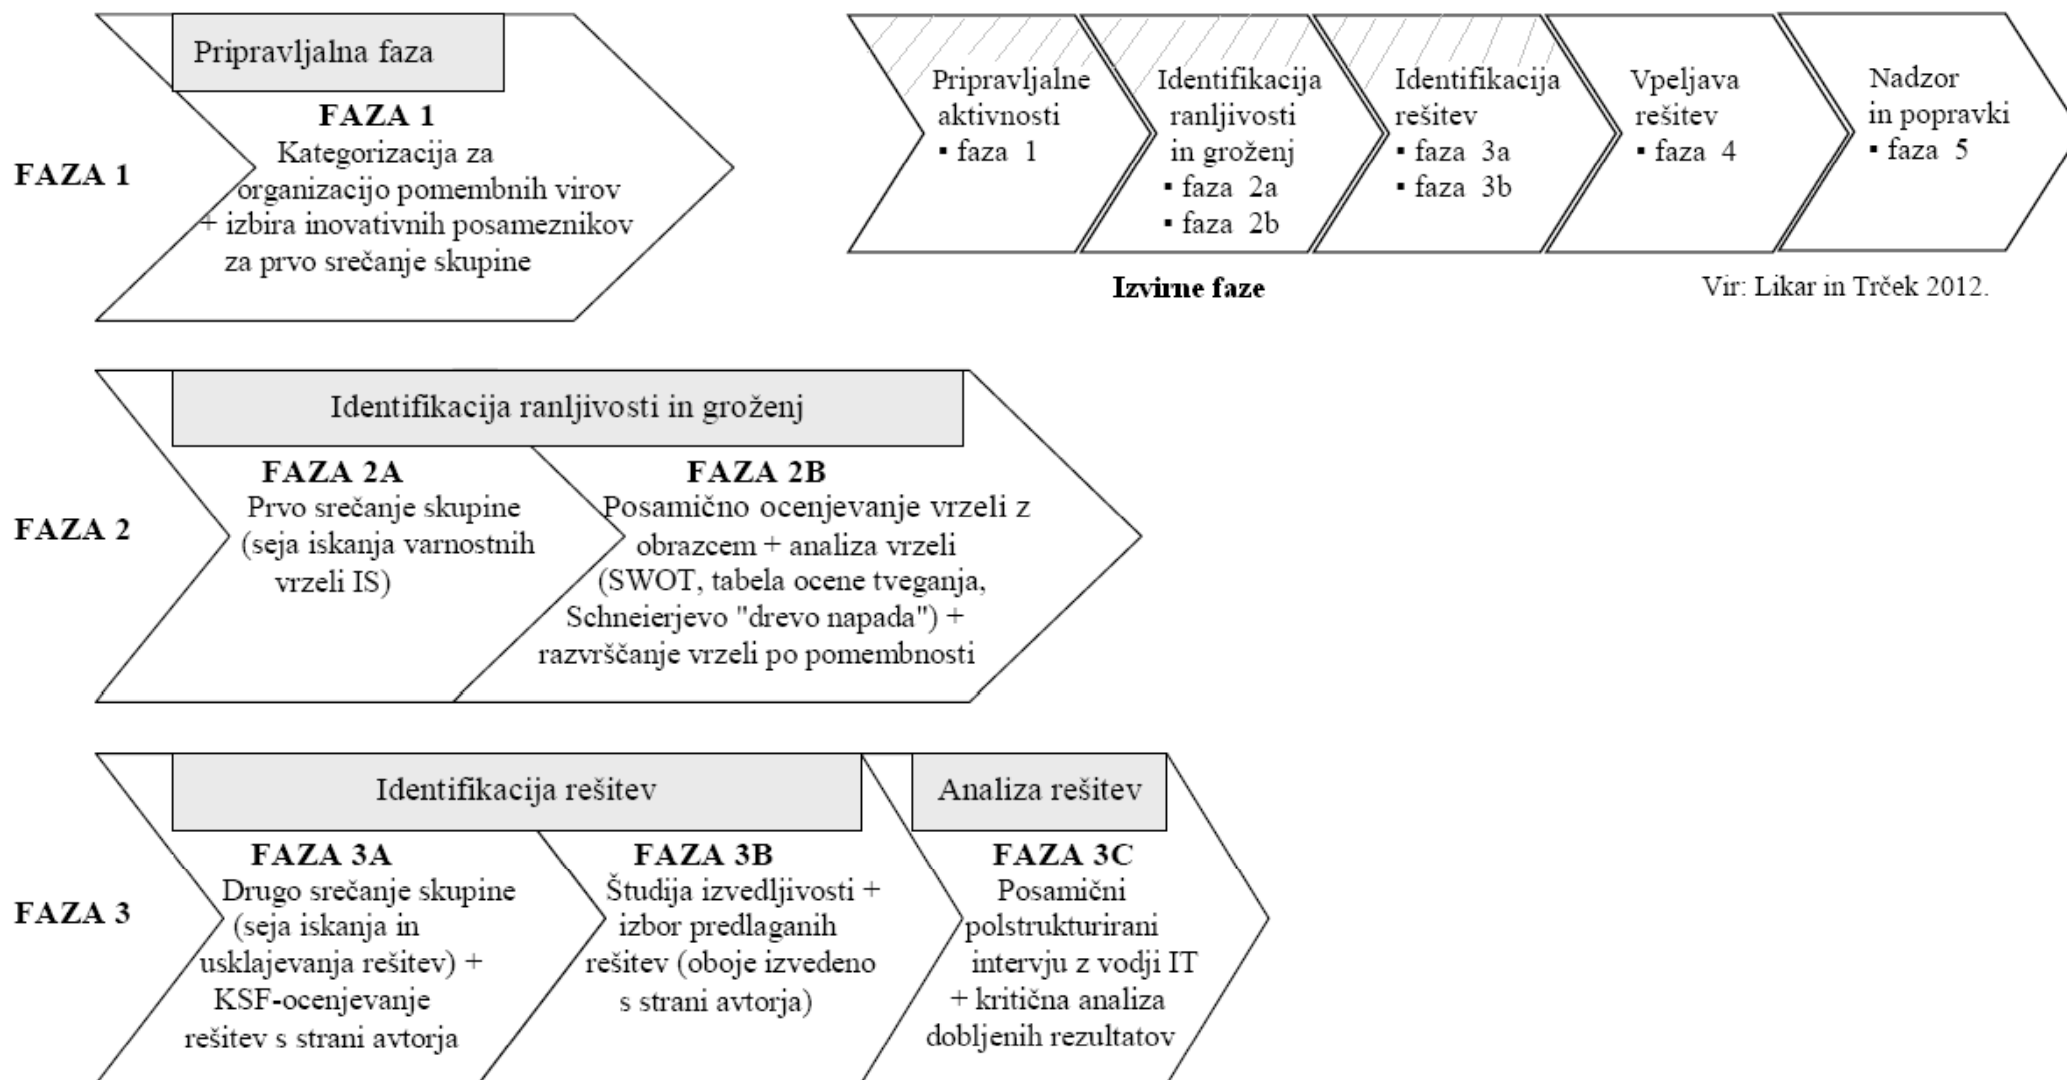 Pripravljalna faza
FAZA 1
FAZA 1
Kategorizacija za
organizacijo pomembnih virov
+ izbira inovativnih posameznikov
za prvo srečanje skupine
Pripravljalne
aktivnosti
▪ faza 1
Identifikacija
ranljivosti
in groženj
▪ faza 2a
▪ faza 2b
Identifikacija
rešitev
▪ faza 3a
▪ faza 3b
Vpeljava
rešitev
▪ faza 4
Nadzor
in popravki
▪ faza 5
Izvirne faze
Vir: Likar in Trček 2012.
Identifikacija ranljivosti in groženj
FAZA 2
FAZA 2A
Prvo srečanje skupine
(seja iskanja varnostnih
vrzeli IS)
FAZA 2B
Posamično ocenjevanje vrzeli z
obrazcem + analiza vrzeli
(SWOT, tabela ocene tveganja,
Schneierjevo "drevo napada") +
razvrščanje vrzeli po pomembnosti
Identifikacija rešitev
Analiza rešitev
FAZA 3
FAZA 3A
Drugo srečanje skupine
(seja iskanja in
usklajevanja rešitev) +
KSF-ocenjevanje
rešitev s strani avtorja
FAZA 3B
Študija izvedljivosti +
izbor predlaganih
rešitev (oboje izvedeno
s strani avtorja)
FAZA 3C
Posamični
polstrukturirani
intervju z vodji IT
+ kritična analiza
dobljenih rezultatov